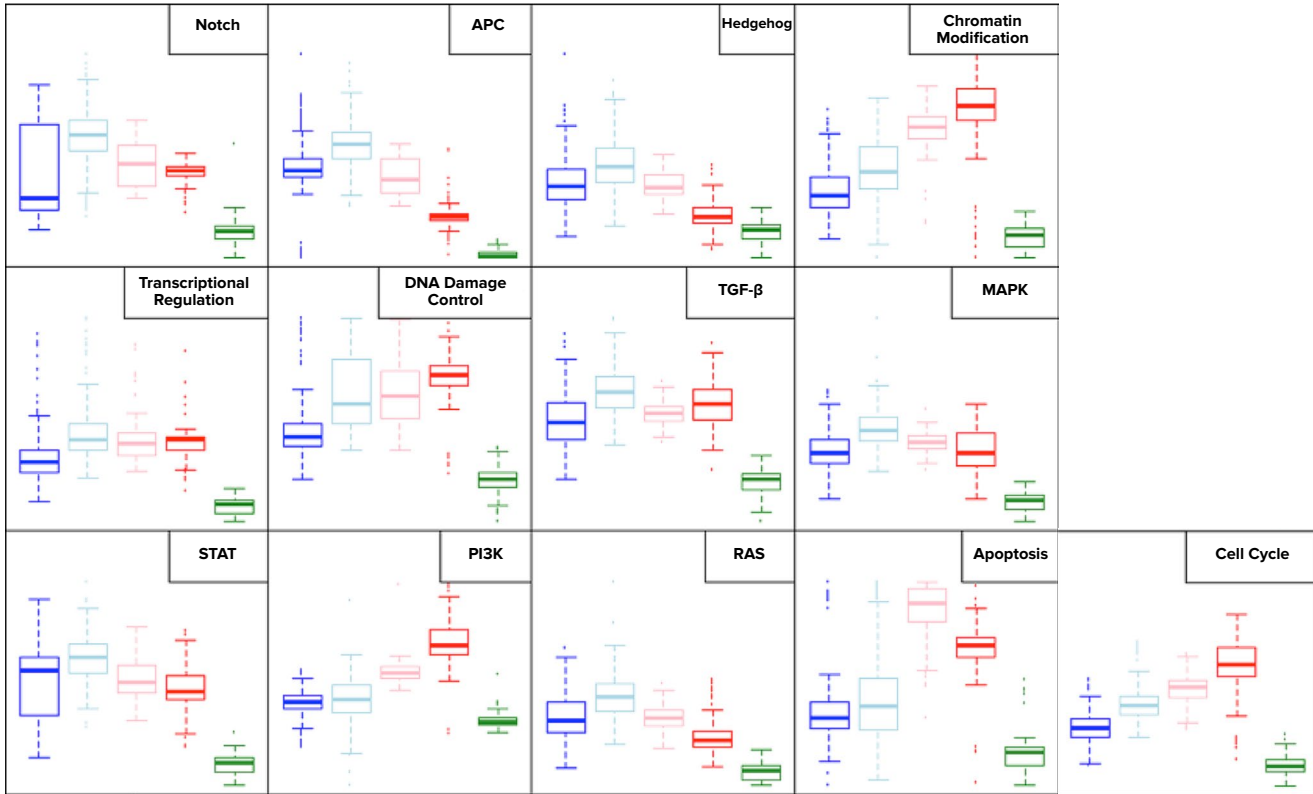 Notch
APC
Hedgehog
Chromatin
Modification
Transcriptional
Regulation
DNA Damage
Control
TGF-β
MAPK
STAT
PI3K
RAS
Apoptosis
Cell Cycle